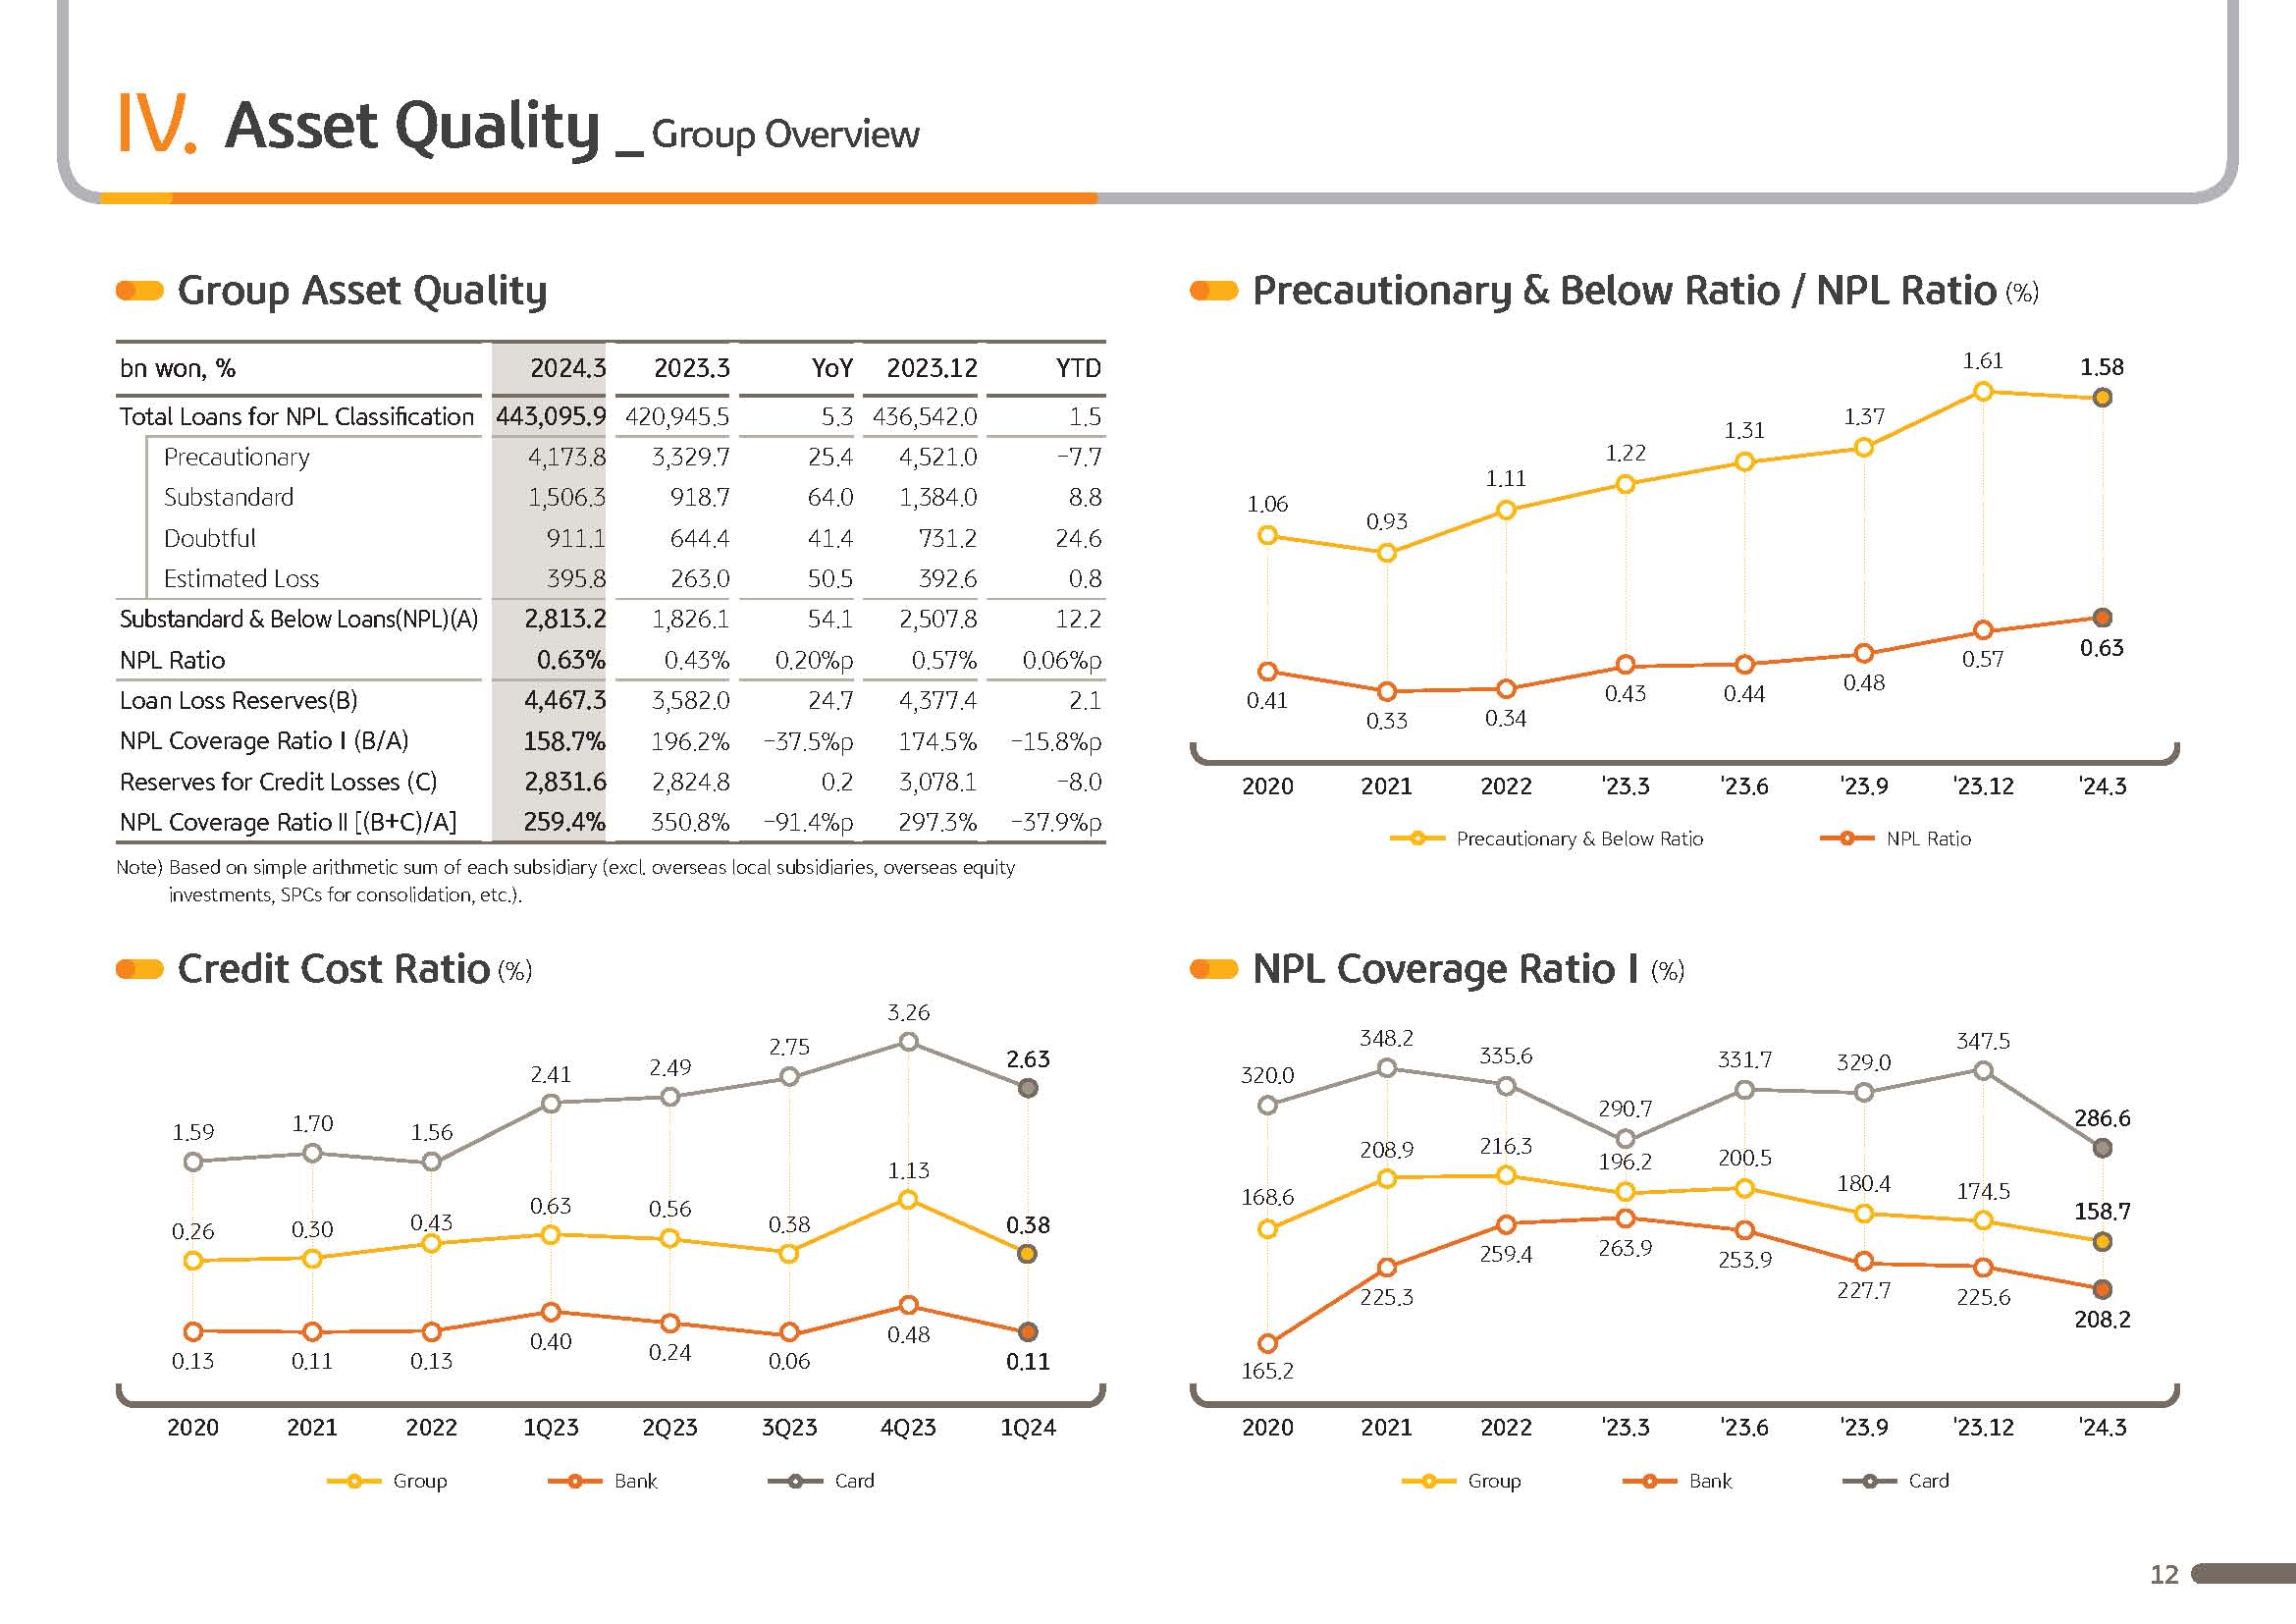 IV. Asset Quality _ Group Overview
Group Asset Quality
bn won, % 2024.3 2023.3 YoY 2023.12 YTD
Total Loans for NPL Classification 443,095.9 420,945.5 5.3 436,542.0 1.5
Precautionary 4,173.8 3,329.7 25.4 4,521.0 -7.7
Substandard 1,506.3 918.7 64.0 1,384.0 8.8
Doubtful 911.1 644.4 41.4 731.2 24.6
Estimated Loss 395.8 263.0 50.5 392.6 0.8
Substandard & Below Loans(NPL)(A) 2,813.2 1,826.1 54.1 2,507.8 12.2
NPL Ratio 0.63% 0.43% 0.20%p 0.57% 0.06%p
Loan Loss Reserves(B) 4,467.3 3,582.0 24.7 4,377.4 2.1
NPL Coverage Ratio I (B/A) 158.7% 196.2% -37.5%p 174.5% -15.8%p
Reserves for Credit Losses (C) 2,831.6 2,824.8 0.2 3,078.1 -8.0
NPL Coverage Ratio II [(B+C)/A] 259.4% 350.8% -91.4%p 297.3% -37.9%p
Note) Based on simple arithmetic sum of each subsidiary (excl. overseas local subsidiaries, overseas equity
investments, SPCs for consolidation, etc.).
Precautionary & Below Ratio / NPL Ratio (%)
1.06 0.93 1.11 1.22 1.31 1.37 1.61 1.58
0.41 0.33 0.34 0.43 0.44 0.48 0.57 0.63
2020 2021 2022 '23.3 '23.6 '23.9 '23.12 '24.3
Precautionary & Below Ratio NPL Ratio
Credit Cost Ratio (%)
1.59 1.70 1.56 2.41 2.49 2.75 3.26 2.63
0.26 0.30 0.43 0.63 0.56 0.38 1.13 0.38
0.13 0.11 0.13 0.40 0.24 0.06 0.48 0.11
2020 2021 2022 1Q23 2Q23 3Q23 4Q23 1Q24
Group Bank Card
NPL Coverage Ratio I (%)
320.0 348.2 335.6 290.7 331.7 329.0 347.5 286.6
168.6 208.9 216.3 196.2 200.5 180.4 174.5 158.7
165.2 225.3 259.4 263.9 253.9 227.7 225.6 208.2
2020 2021 2022 '23.3 '23.6 '23.9 '23.12 '24.3
Group Bank Card
12